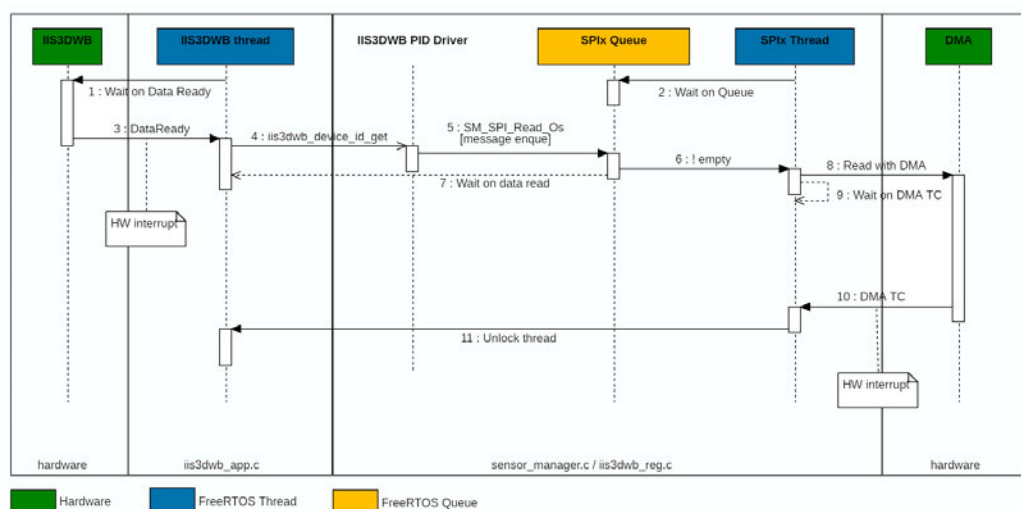 IIS3DWB
IIS3DWB thread
IIS3DWB PID Driver
SPIx Queue
SPIx Thread
DMA
1 : Wait on Data Ready
2 : Wait on Queue
3 : DataReady
4 : iis3dwb_device_id_get
5 : SM_SPI_Read_Os
[message enque]
6 : ! empty
7 : Wait on data read
8 : Read with DMA
9 : Wait on DMA TC
HW interrupt
10 : DMA TC
11 : Unlock thread
HW interrupt
hardware
iis3dwb_app.c
sensor_manager.c / iis3dwb_reg.c
hardware
Hardware
FreeRTOS Thread
FreeRTOS Queue